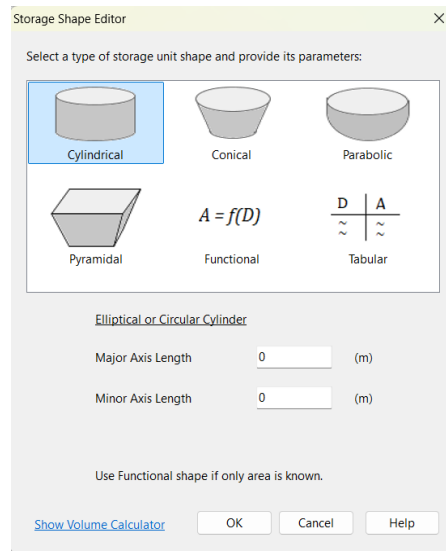 Storage Shape Editor
Select a type of storage unit shape and provide its parameters:
Cylindrical
Conical
Parabolic
A = f(D)
D A
~ ~
~ ~
Pyramidal
Functional
Tabular
Elliptical or Circular Cylinder
Major Axis Length 0 (m)
Minor Axis Length 0 (m)
Use Functional shape if only area is known.
Show Volume Calculator OK Cancel Help